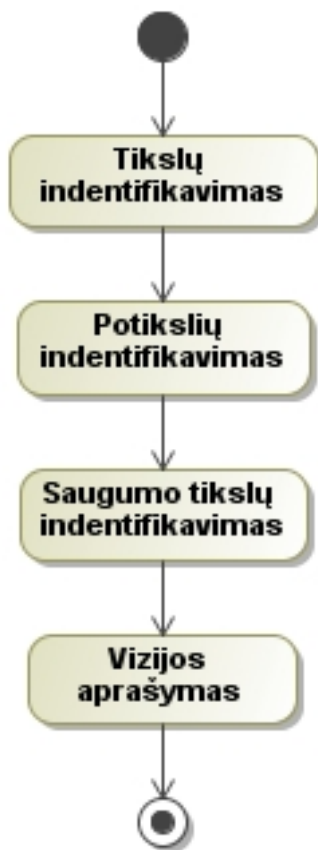 Tikslų
indentifikavimas
Potikslių
indentifikavimas
Saugumo tikslų
indentifikavimas
Vizijos
aprašymas